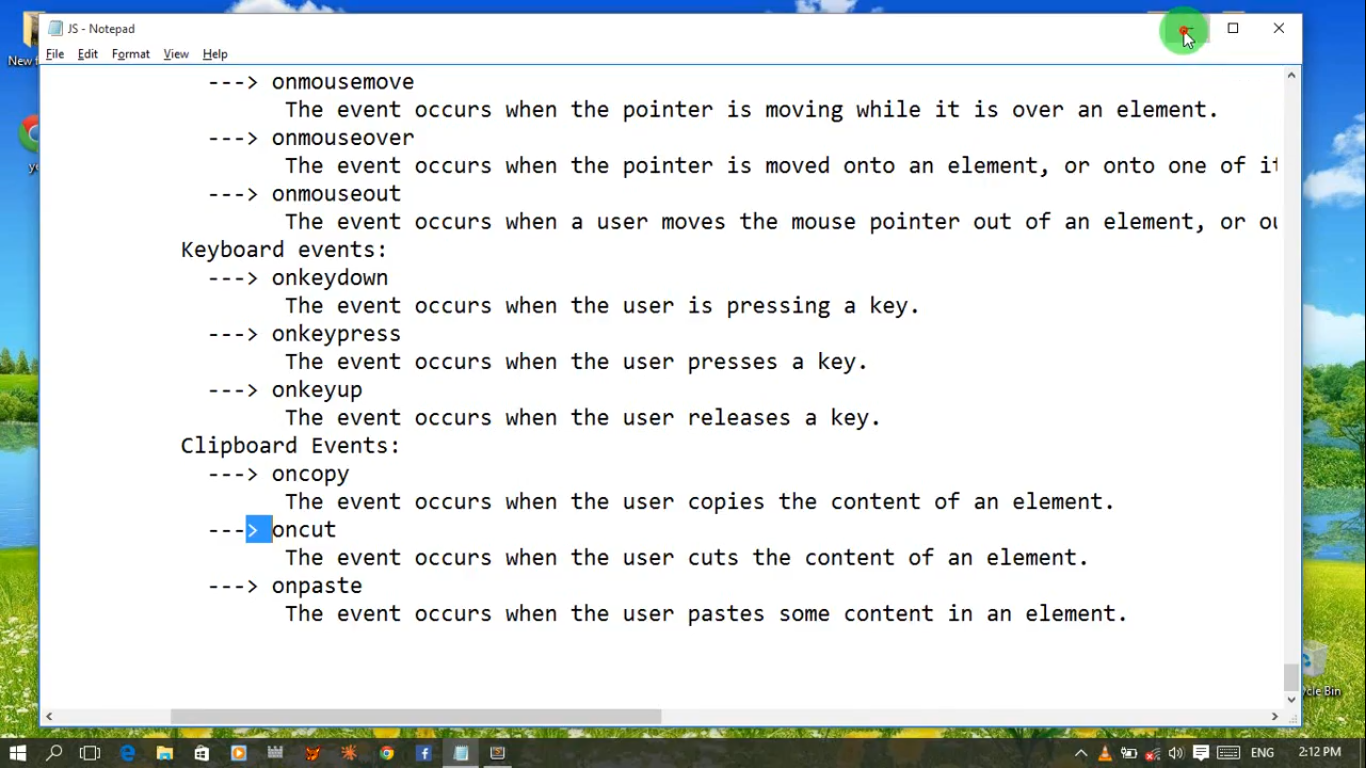 JS - Notepad
File Edit Format View Help
---> onmousemove
The event occurs when the pointer is moving while it is over an element.
---> onmouseover
The event occurs when the pointer is moved onto an element, or onto one of
---> onmouseout
The event occurs when a user moves the mouse pointer out of an element, or
Keyboard events:
---> onkeydown
The event occurs when the user is pressing a key.
---> onkeypress
The event occurs when the user presses a key.
---> onkeyup
The event occurs when the user releases a key.
Clipboard Events:
---> oncopy
The event occurs when the user copies the content of an element.
---> oncut
The event occurs when the user cuts the content of an element.
---> onpaste
The event occurs when the user pastes some content in an element.
New
Bin
ENG 2:12 PM